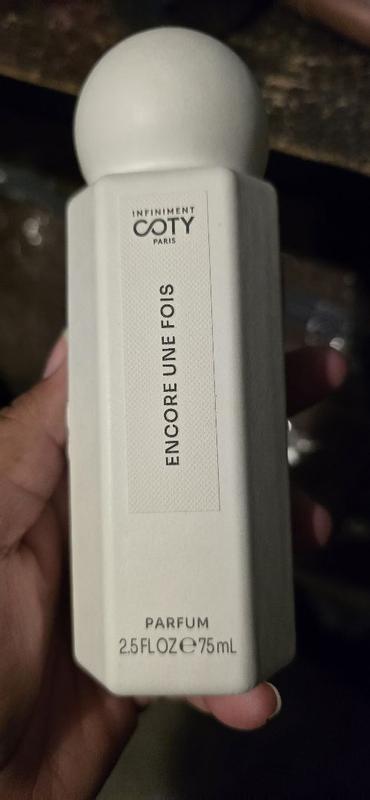 INFINIMENT
COTY
PARIS
ENCORE UNE FOIS
PARFUM
2.5 FL OZ ℮ 75 mL